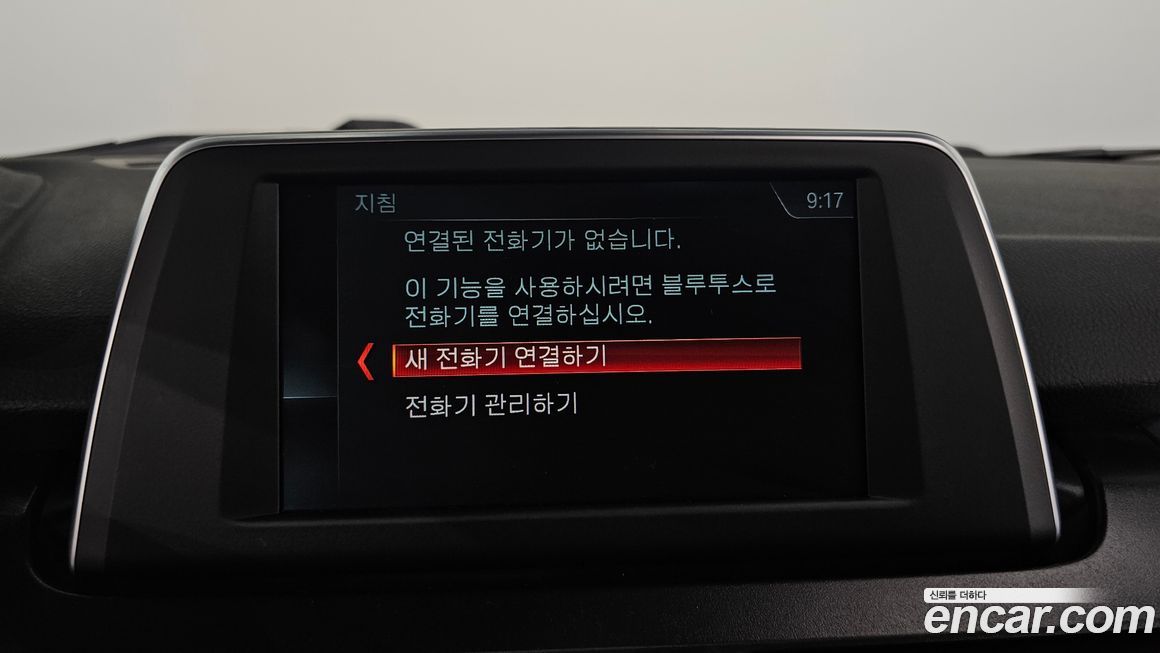 지침
9:17
연결된 전화기가 없습니다.
이 기능을 사용하시려면 블루투스로
전화기를 연결하십시오.
새 전화기 연결하기
전화기 관리하기
신뢰를 더하다
encar.com